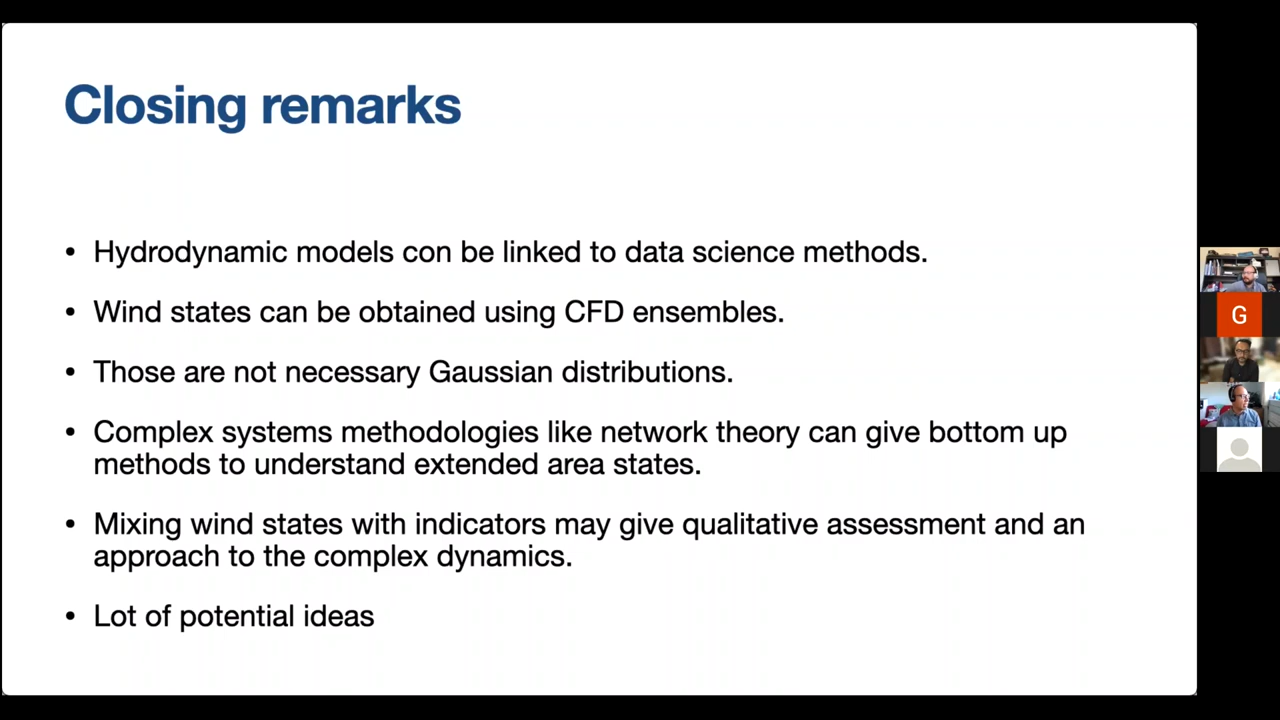 Closing remarks
• Hydrodynamic models con be linked to data science methods.
• Wind states can be obtained using CFD ensembles.
• Those are not necessary Gaussian distributions.
• Complex systems methodologies like network theory can give bottom up
methods to understand extended area states.
• Mixing wind states with indicators may give qualitative assessment and an
approach to the complex dynamics.
• Lot of potential ideas
G